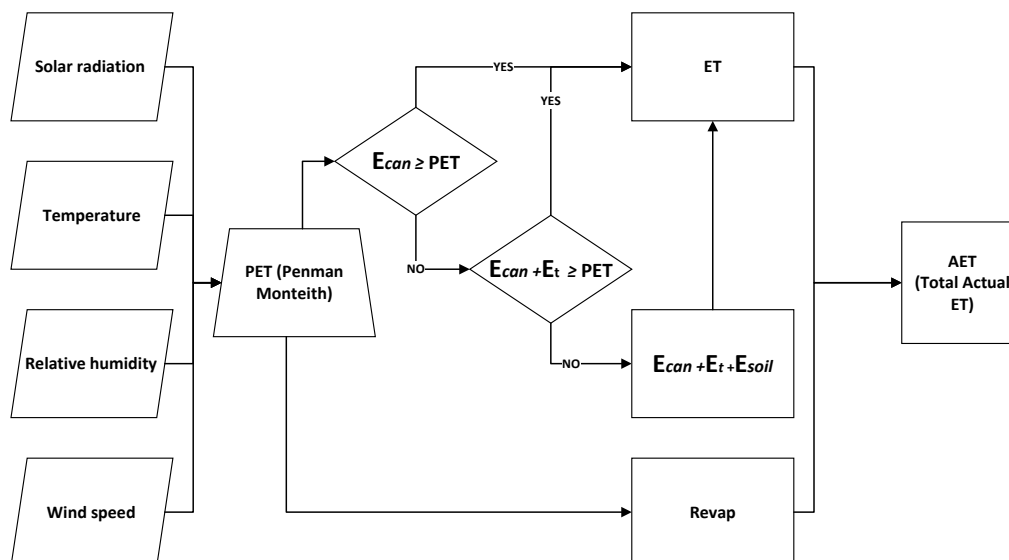 Solar radiation
Temperature
Relative humidity
Wind speed
PET (Penman
Monteith)
Ecan ≥ PET
YES
NO
Ecan +Et ≥ PET
YES
NO
ET
Ecan +Et +Esoil
Revap
AET
(Total Actual
ET)